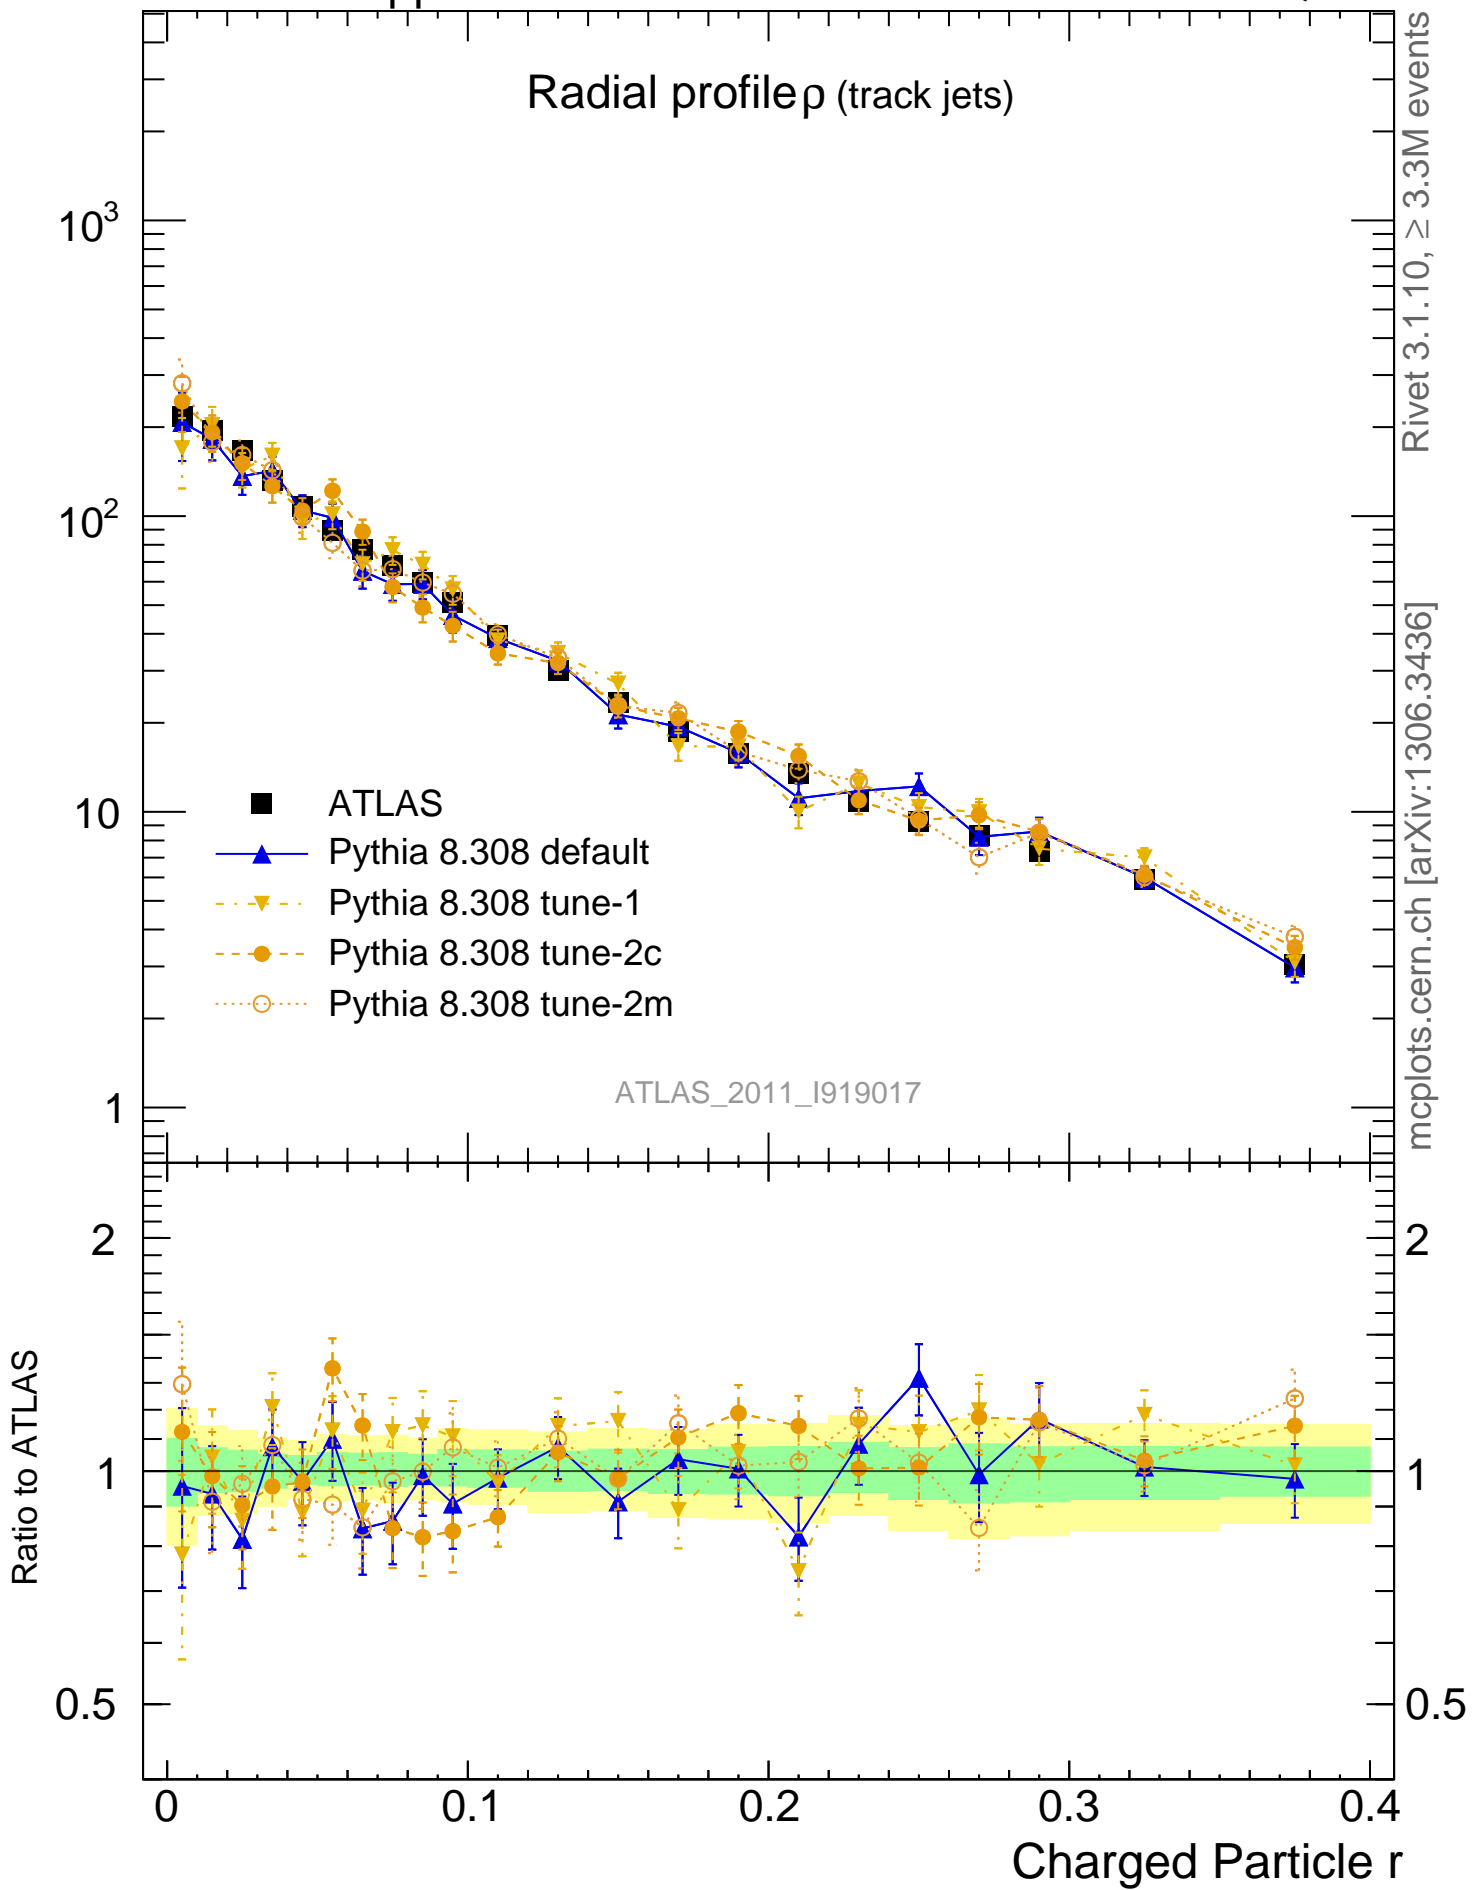 Radial profile ρ (track jets)
10³
10²
10
1
ATLAS
Pythia 8.308 default
Pythia 8.308 tune-1
Pythia 8.308 tune-2c
Pythia 8.308 tune-2m
ATLAS_2011_I919017
Rivet 3.1.10, ≥ 3.3M events
mcplots.cern.ch [arXiv:1306.3436]
Ratio to ATLAS
2
1
0.5
2
1
0.5
0
0.1
0.2
0.3
0.4
Charged Particle r